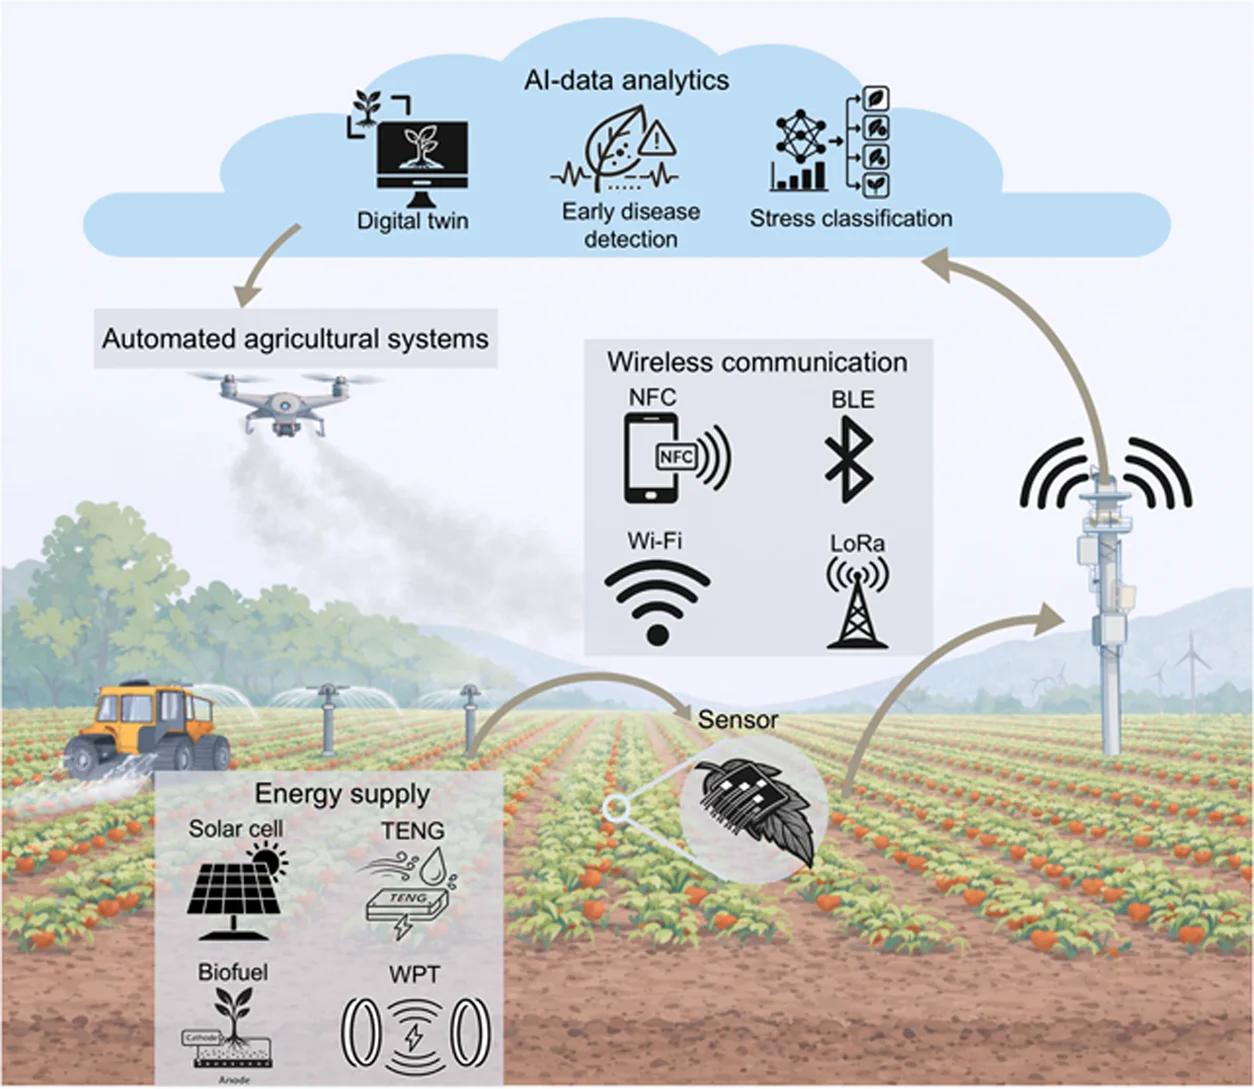 AI-data analytics
Digital twin
Early disease
detection
Stress classification
Automated agricultural systems
Wireless communication
NFC
BLE
NFC
Wi-Fi
LoRa
Sensor
Energy supply
Solar cell
TENG
TENG
Biofuel
WPT
Cathode
Anode